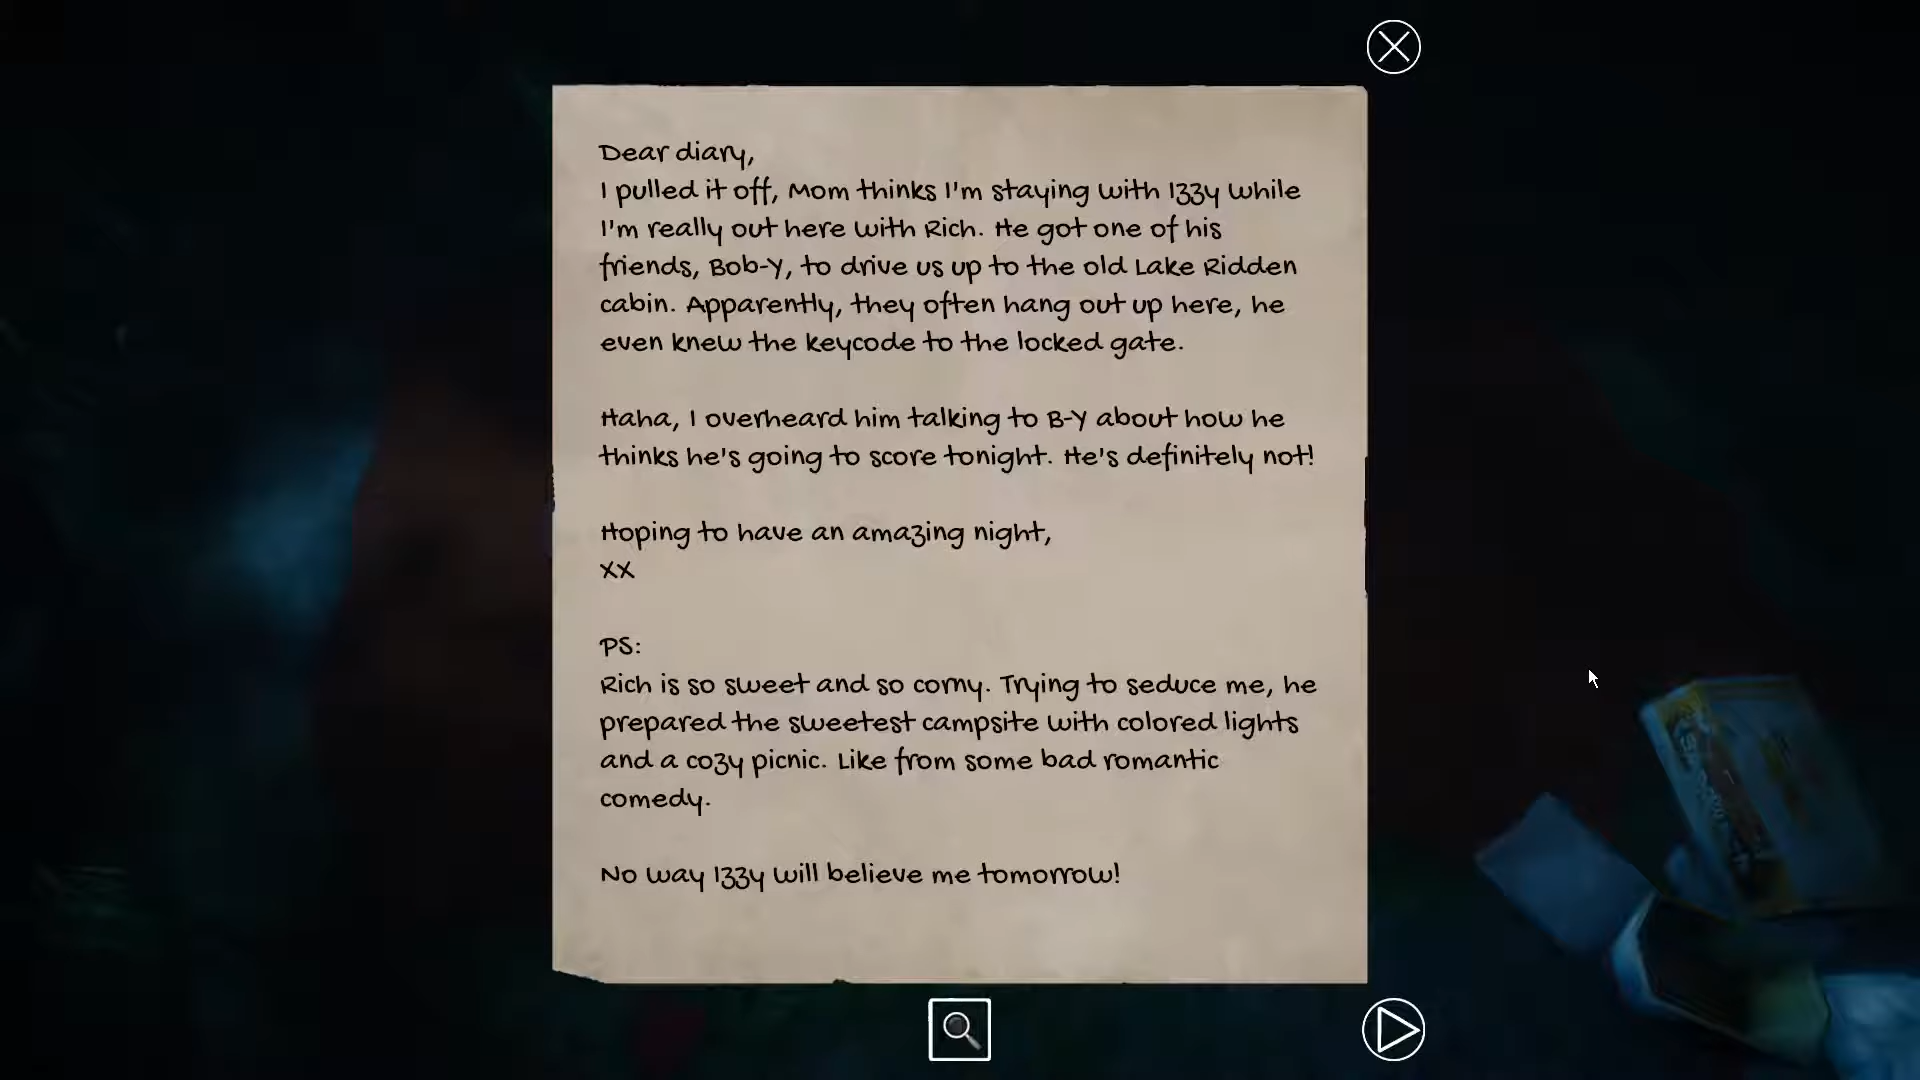 Dear diary,
I pulled it off, Mom thinks I'm staying with Izzy while
I'm really out here with Rich. He got one of his
friends, Bob-Y, to drive us up to the old Lake Ridden
cabin. Apparently, they often hang out up here, he
even knew the keycode to the locked gate.
Haha, I overheard him talking to B-Y about how he
thinks he's going to score tonight. He's definitely not!
Hoping to have an amazing night,
XX
PS:
Rich is so sweet and so corny. Trying to seduce me, he
prepared the sweetest campsite with colored lights
and a cozy picnic. Like from some bad romantic
comedy.
No way Izzy will believe me tomorrow!